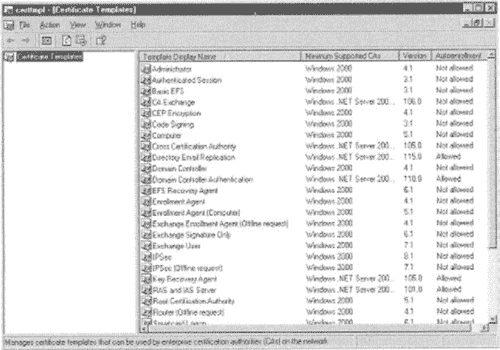 certtmpl - [Certificate Templates]
File Action View Window Help
Certificate Templates
Template Display Name Minimum Supported CAs Version Autoenrollment
Administrator Windows 2000 4.1 Not allowed
Authenticated Session Windows 2000 3.1 Not allowed
Basic EFS Windows 2000 3.1 Not allowed
CA Exchange Windows .NET Server 200... 106.0 Not allowed
CEP Encryption Windows 2000 4.1 Not allowed
Code Signing Windows 2000 3.1 Not allowed
Computer Windows 2000 5.1 Not allowed
Cross Certification Authority Windows .NET Server 200... 105.0 Not allowed
Directory Email Replication Windows .NET Server 200... 115.0 Allowed
Domain Controller Windows 2000 4.1 Not allowed
Domain Controller Authentication Windows .NET Server 200... 110.0 Allowed
EFS Recovery Agent Windows 2000 6.1 Not allowed
Enrollment Agent Windows 2000 4.1 Not allowed
Enrollment Agent (Computer) Windows 2000 5.1 Not allowed
Exchange Enrollment Agent (Offline request) Windows 2000 4.1 Not allowed
Exchange Signature Only Windows 2000 6.1 Not allowed
Exchange User Windows 2000 7.1 Not allowed
IPSec Windows 2000 8.1 Not allowed
IPSec (Offline request) Windows 2000 7.1 Not allowed
Key Recovery Agent Windows .NET Server 200... 105.0 Allowed
RAS and IAS Server Windows .NET Server 200... 101.0 Allowed
Root Certification Authority Windows 2000 5.1 Not allowed
Router (Offline request) Windows 2000 4.1 Not allowed
Smartcard Logon Windows 2000 5.1 Not allowed
Manages certificate templates that can be used by enterprise certification authorities (CAs) on the network